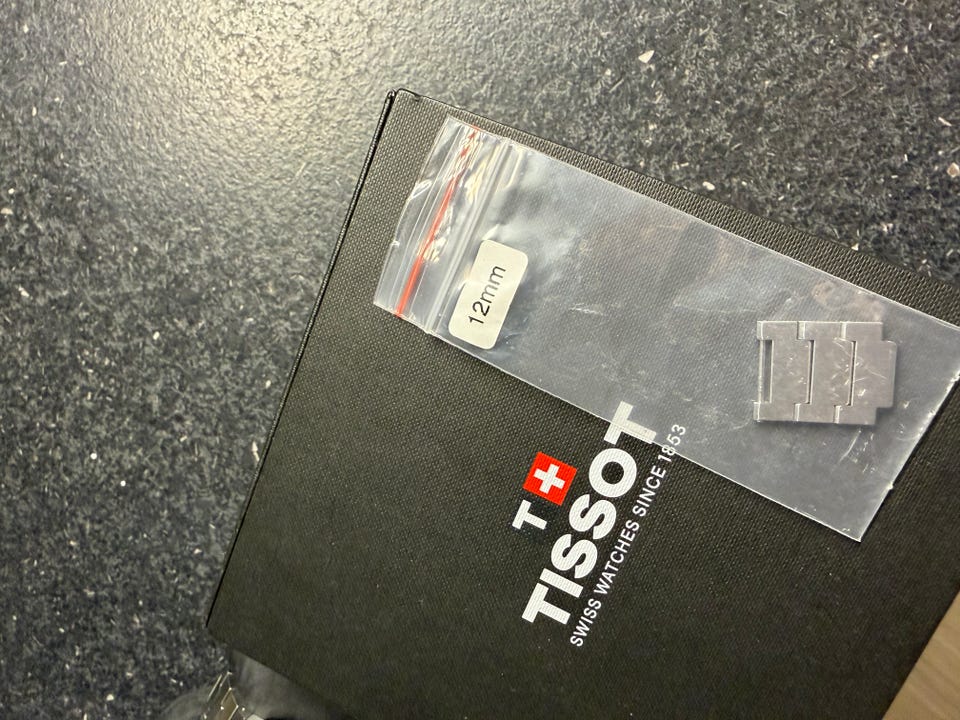 12mm
T
TISSOT
SWISS WATCHES SINCE 1853